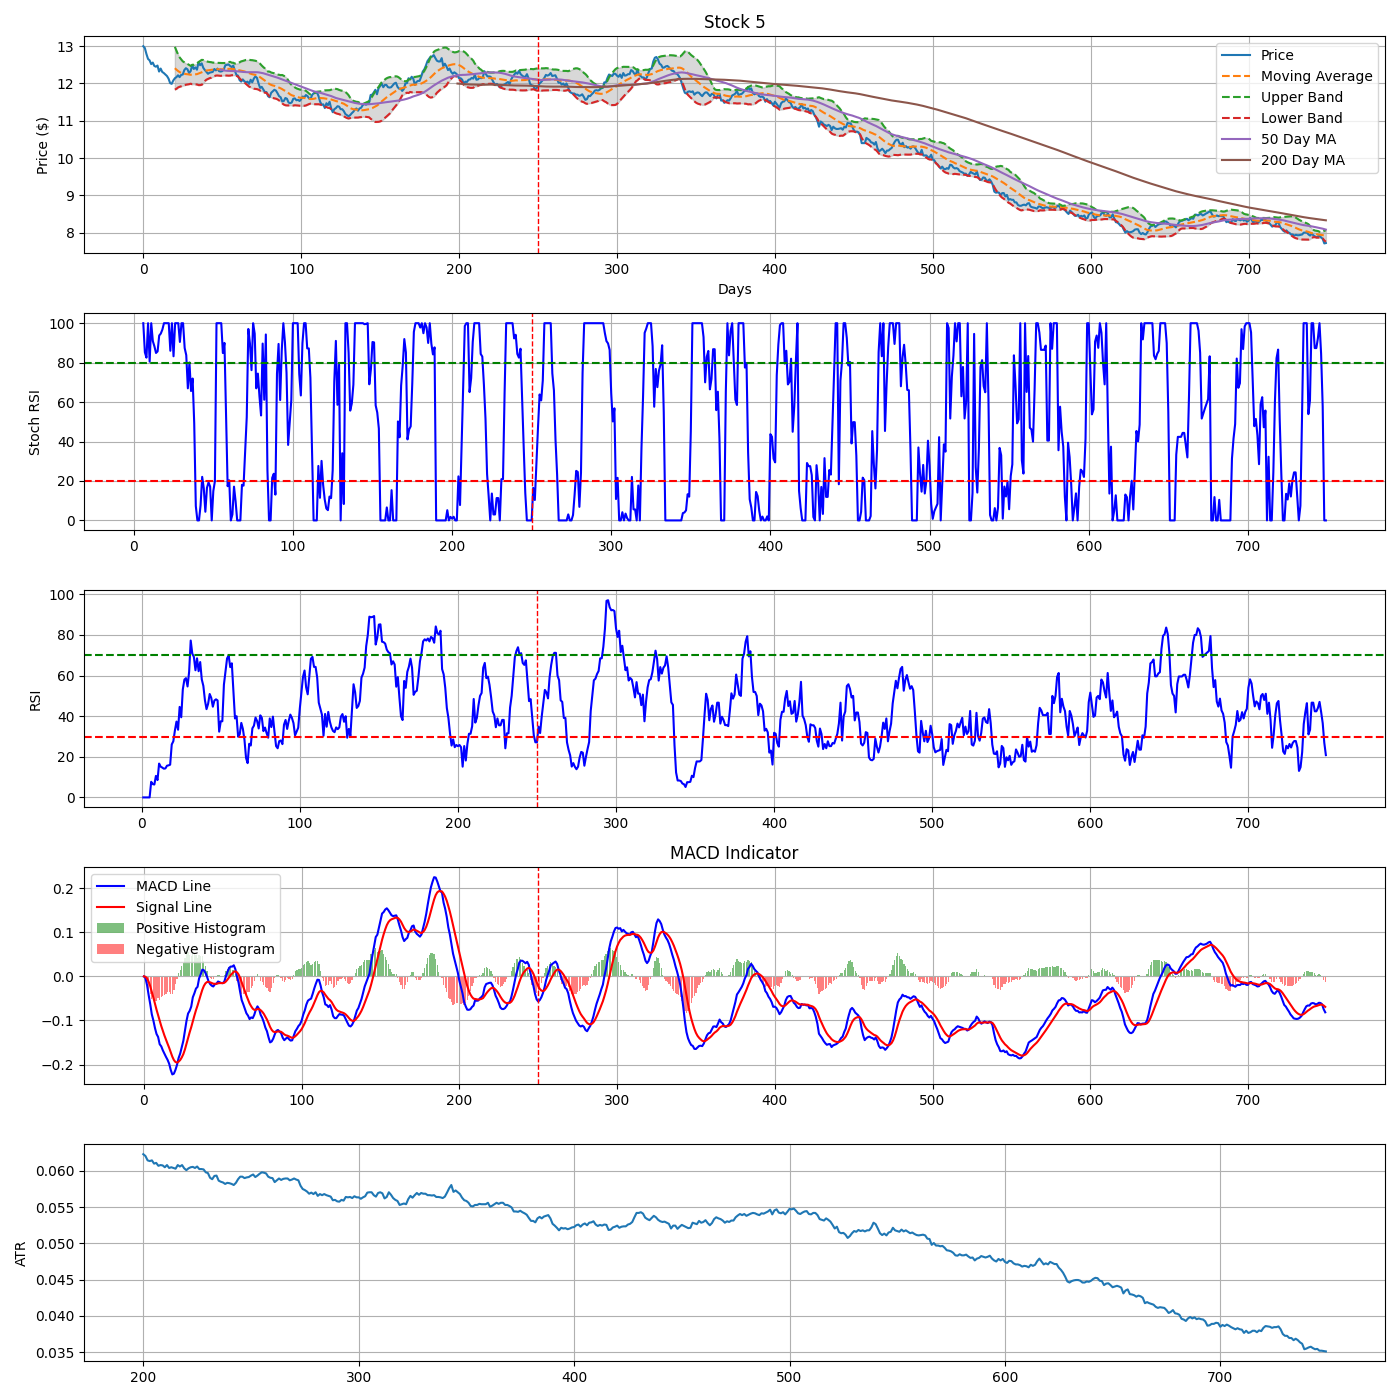 Stock 5
13
12
11
10
9
8
Price ($)
Price
Moving Average
Upper Band
Lower Band
50 Day MA
200 Day MA
0 100 200 300 400 500 600 700
Days
100
80
60
40
20
0
Stoch RSI
0 100 200 300 400 500 600 700
100
80
60
40
20
0
RSI
0 100 200 300 400 500 600 700
MACD Indicator
0.2
0.1
0.0
−0.1
−0.2
MACD Line
Signal Line
Positive Histogram
Negative Histogram
0 100 200 300 400 500 600 700
0.060
0.055
0.050
0.045
0.040
0.035
ATR
200 300 400 500 600 700